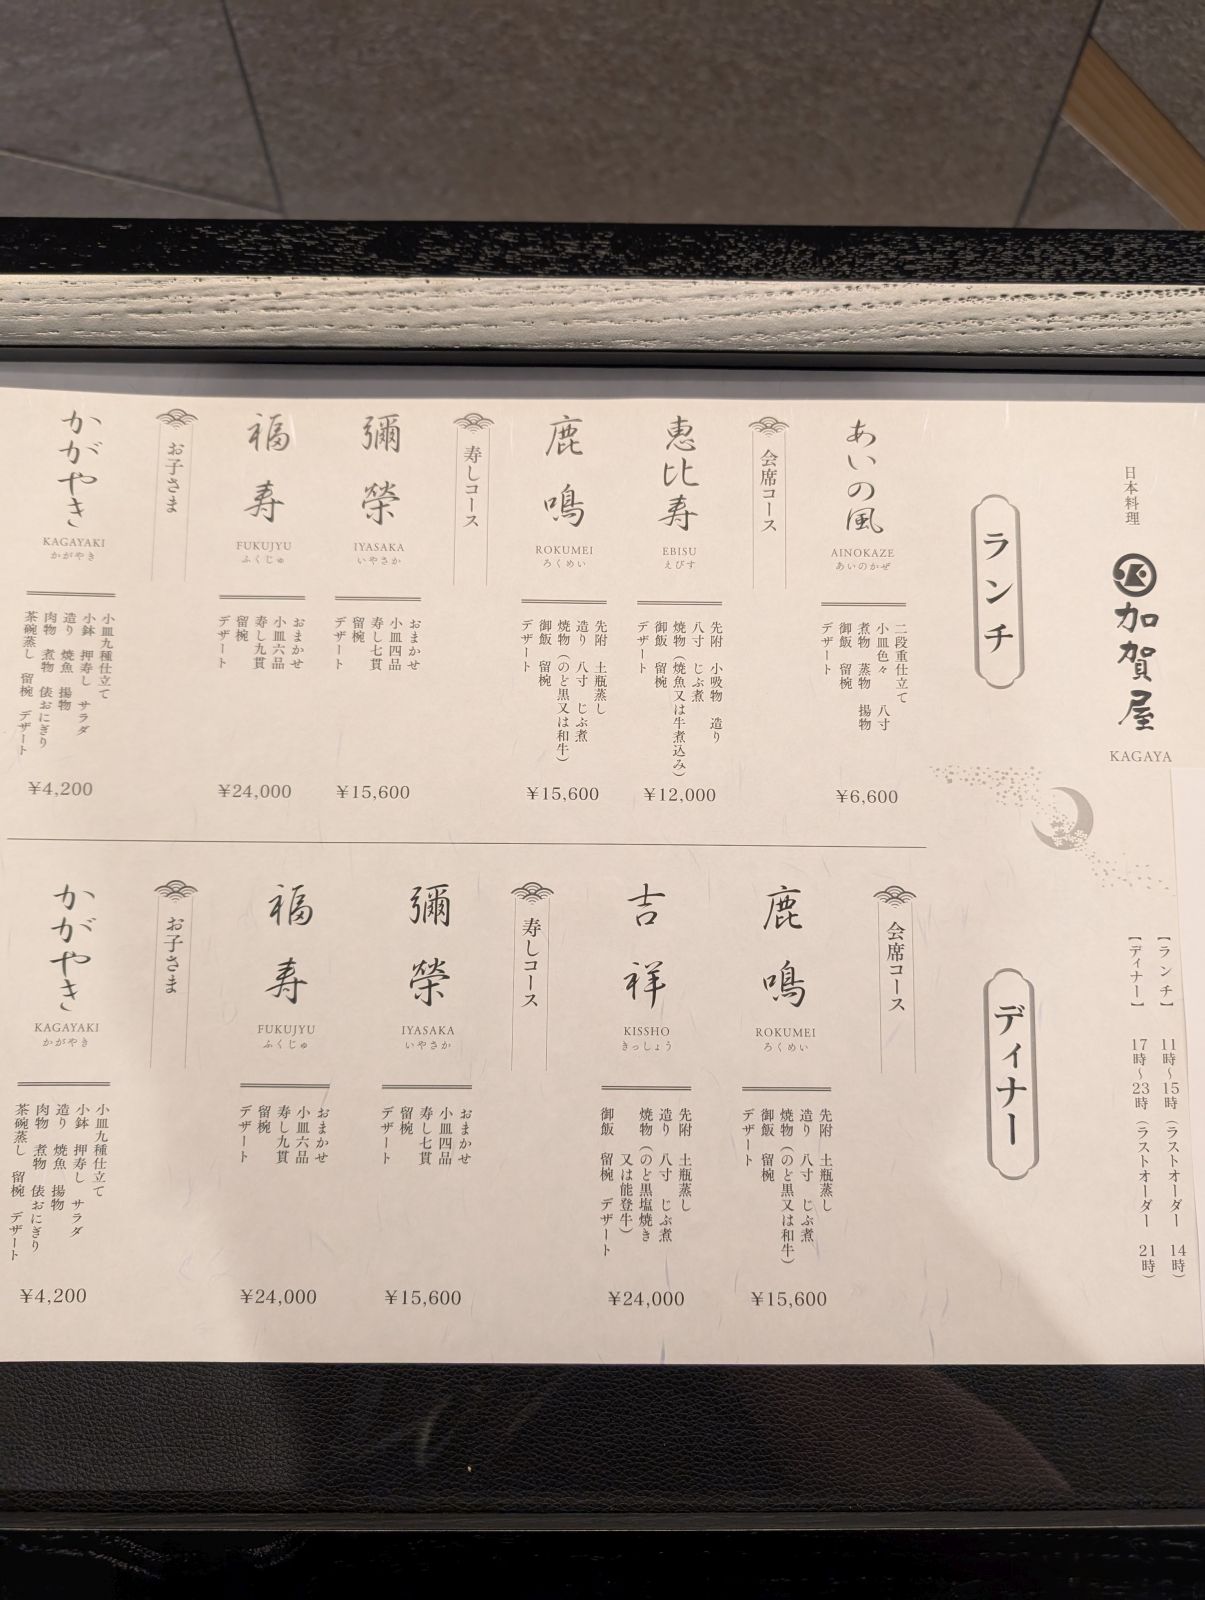 日本料理
加賀屋
KAGAYA
【ランチ】 11時〜15時(ラストオーダー 14時)
【ディナー】 17時〜23時(ラストオーダー 21時)
ランチ
あいの風
AINOKAZE
あいのかぜ
二段重仕立て
小皿色々 八寸
煮物 蒸物 揚物
御飯 留椀
デザート
¥6,600
会席コース
恵比寿
EBISU
えびす
先附 小吸物 造り
八寸 じぶ煮
焼物(焼魚又は牛煮込み)
御飯 留椀
デザート
¥12,000
鹿鳴
ROKUMEI
ろくめい
先附 土瓶蒸し
造り 八寸 じぶ煮
焼物(のど黒又は和牛)
御飯 留椀
デザート
¥15,600
寿しコース
彌榮
IYASAKA
いやさか
おまかせ
小皿四品
寿し七貫
留椀
デザート
¥15,600
福寿
FUKUJYU
ふくじゅ
おまかせ
小皿六品
寿し九貫
留椀
デザート
¥24,000
お子さま
かがやき
KAGAYAKI
かがやき
小皿九種仕立て
小鉢 押寿し サラダ
造り 焼魚 揚物
肉物 煮物 俵おにぎり
茶碗蒸し 留椀 デザート
¥4,200
ディナー
会席コース
鹿鳴
ROKUMEI
ろくめい
先附 土瓶蒸し
造り 八寸 じぶ煮
焼物(のど黒又は和牛)
御飯 留椀
デザート
¥15,600
吉祥
KISSHO
きっしょう
先附 土瓶蒸し
造り 八寸 じぶ煮
焼物(のど黒塩焼き
又は能登牛)
御飯 留椀 デザート
¥24,000
寿しコース
彌榮
IYASAKA
いやさか
おまかせ
小皿四品
寿し七貫
留椀
デザート
¥15,600
福寿
FUKUJYU
ふくじゅ
おまかせ
小皿六品
寿し九貫
留椀
デザート
¥24,000
お子さま
かがやき
KAGAYAKI
かがやき
小皿九種仕立て
小鉢 押寿し サラダ
造り 焼魚 揚物
肉物 煮物 俵おにぎり
茶碗蒸し 留椀 デザート
¥4,200